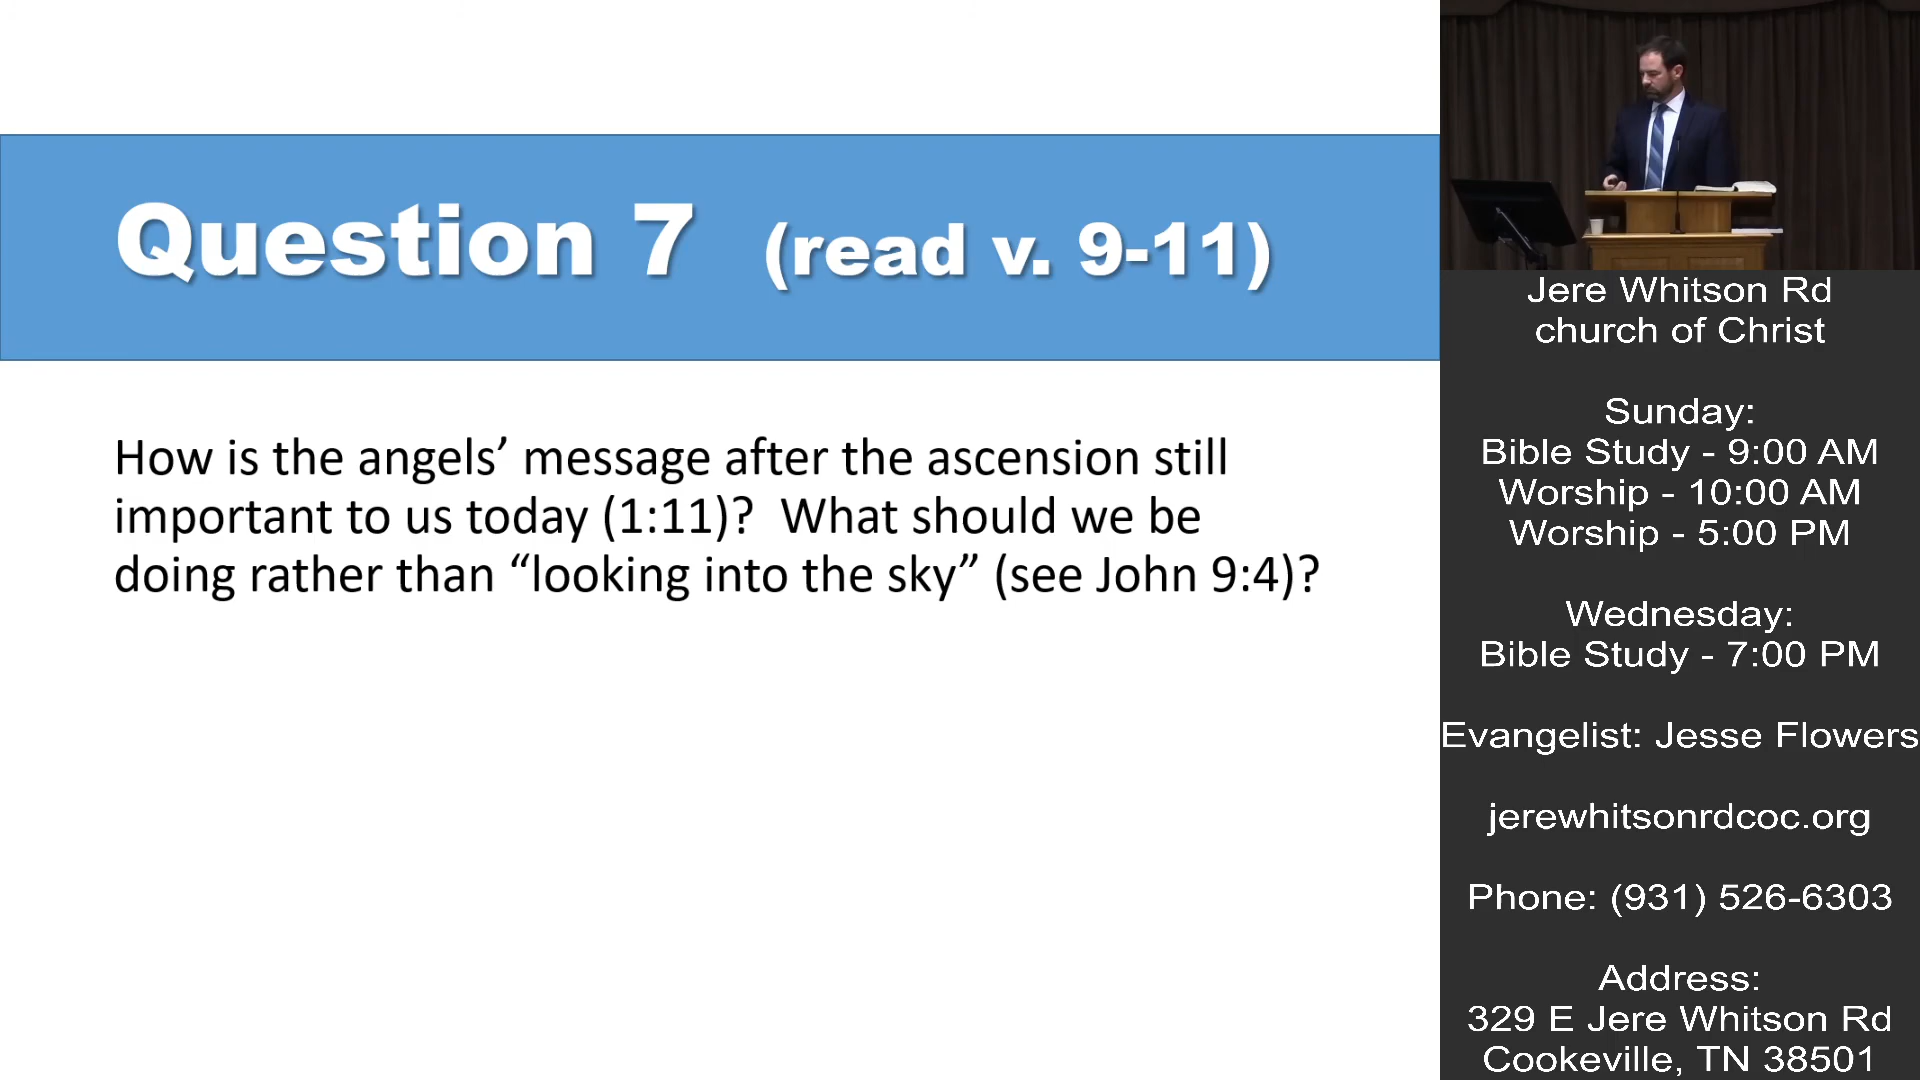 Question 7 (read v. 9-11)
How is the angels’ message after the ascension still
important to us today (1:11)?  What should we be
doing rather than “looking into the sky” (see John 9:4)?
Jere Whitson Rd
church of Christ
Sunday:
Bible Study - 9:00 AM
Worship - 10:00 AM
Worship - 5:00 PM
Wednesday:
Bible Study - 7:00 PM
Evangelist: Jesse Flowers
jerewhitsonrdcoc.org
Phone: (931) 526-6303
Address:
329 E Jere Whitson Rd
Cookeville, TN 38501